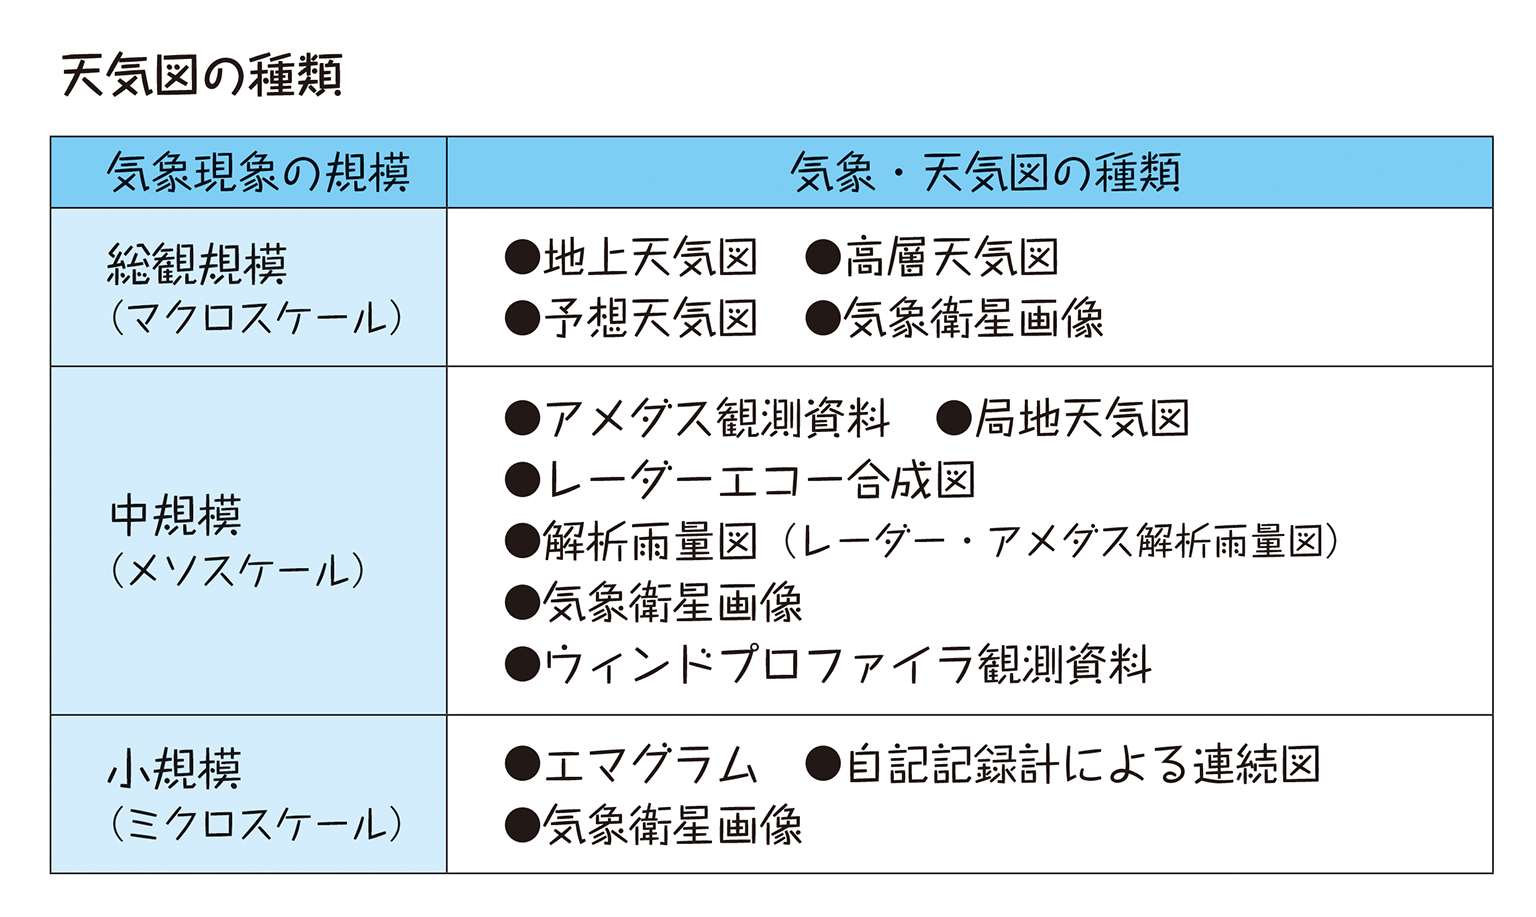 天気図の種類
気象現象の規模 気象・天気図の種類
総観規模
（マクロスケール）
●地上天気図 ●高層天気図
●予想天気図 ●気象衛星画像
中規模
（メソスケール）
●アメダス観測資料 ●局地天気図
●レーダーエコー合成図
●解析雨量図（レーダー・アメダス解析雨量図）
●気象衛星画像
●ウィンドプロファイラ観測資料
小規模
（ミクロスケール）
●エマグラム ●自記記録計による連続図
●気象衛星画像